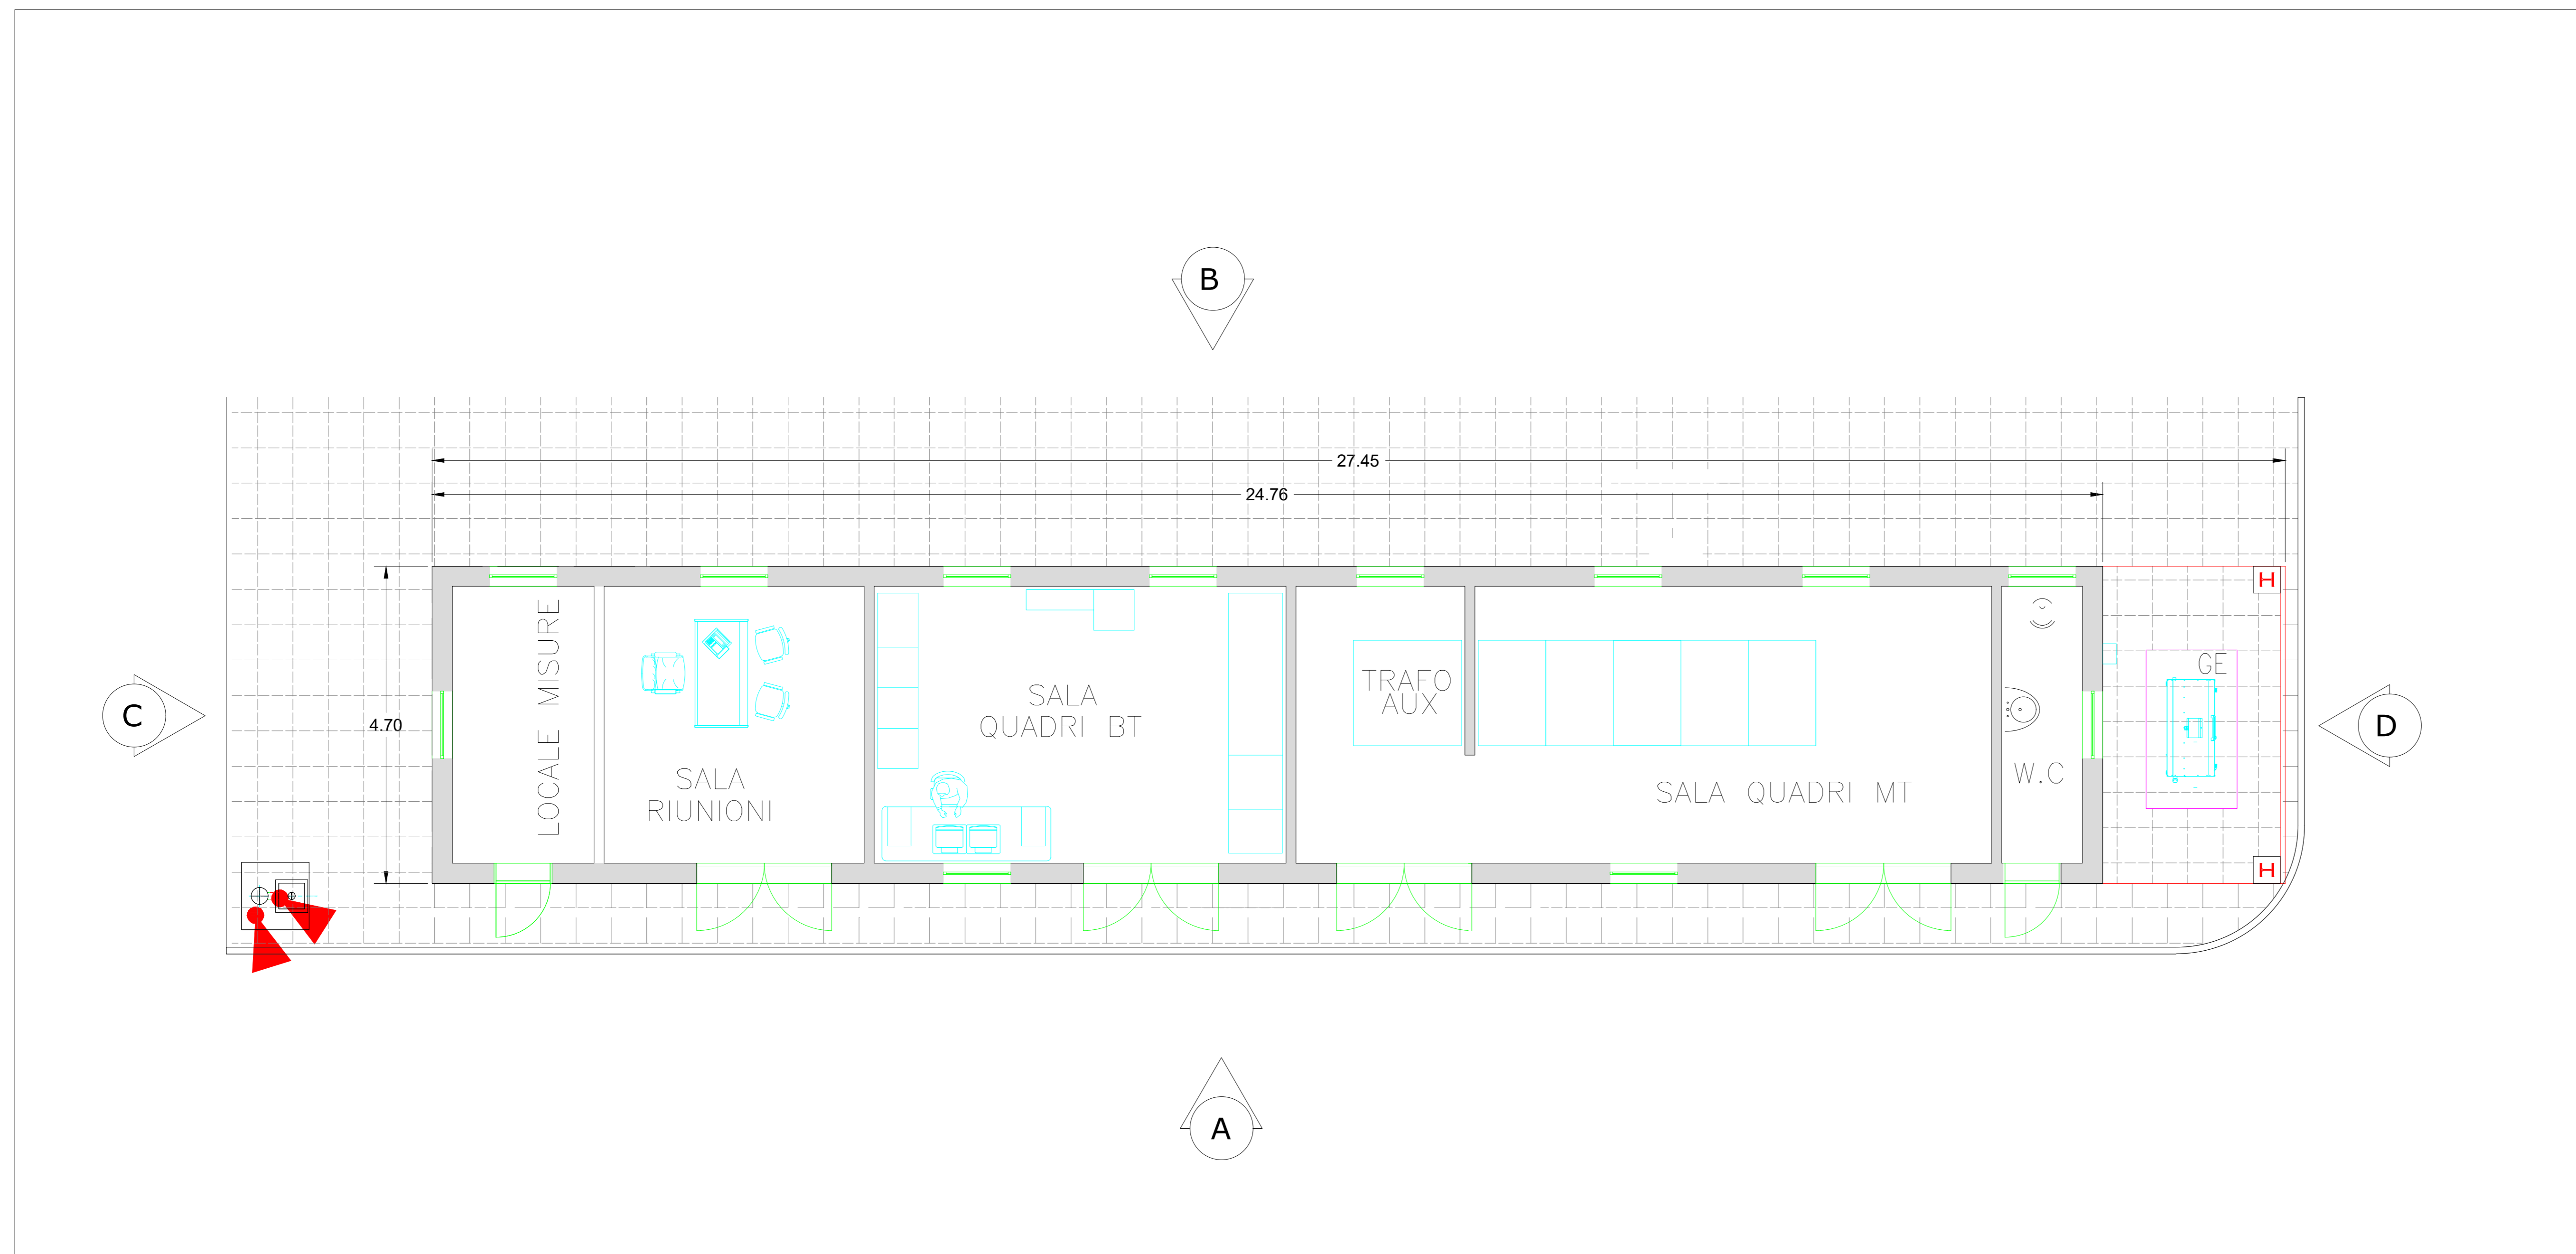 B
27.45
24.76
H
LOCALE MISURE
GE
TRAFO
AUX
SALA
QUADRI BT
C
4.70
D
SALA
RIUNIONI
W.C
SALA QUADRI MT
H
A